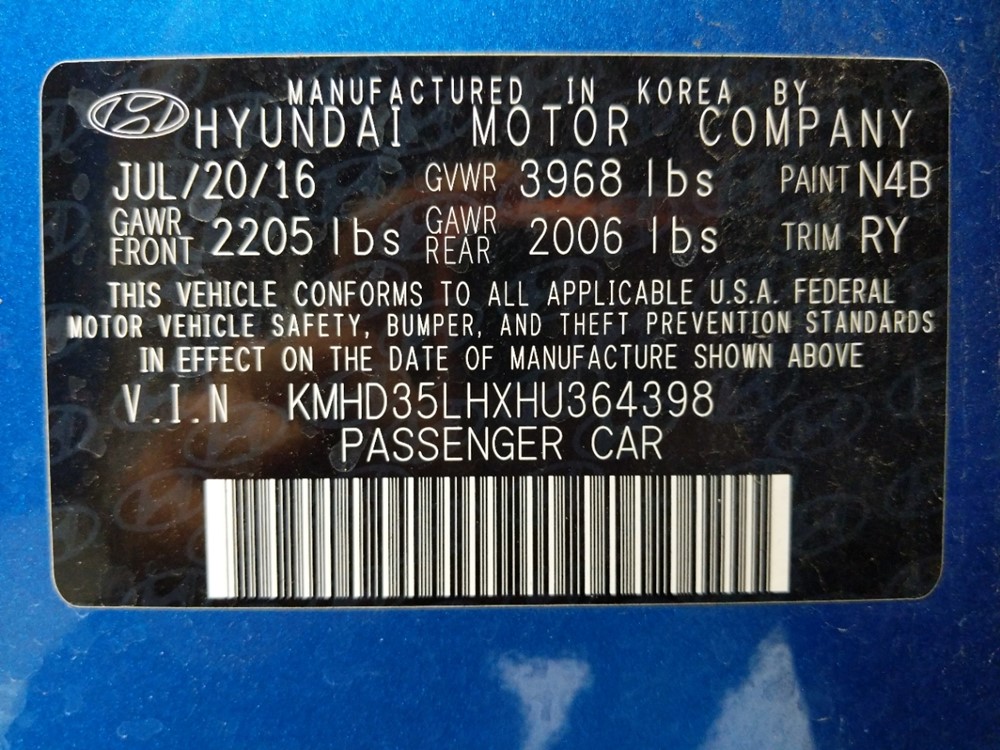 MANUFACTURED IN KOREA BY
HYUNDAI MOTOR COMPANY
JUL/20/16 GVWR 3968 lbs PAINT N4B
GAWR FRONT 2205 lbs GAWR REAR 2006 lbs TRIM RY
THIS VEHICLE CONFORMS TO ALL APPLICABLE U.S.A. FEDERAL
MOTOR VEHICLE SAFETY, BUMPER, AND THEFT PREVENTION STANDARDS
IN EFFECT ON THE DATE OF MANUFACTURE SHOWN ABOVE
V.I.N KMHD35LHXHU364398
PASSENGER CAR